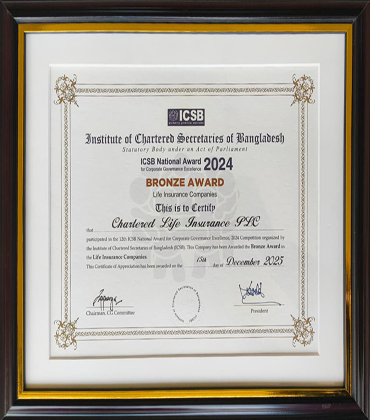 ICSB
Institute of Chartered Secretaries of Bangladesh
Statutory Body under an Act of Parliament
ICSB National Award 2024
for Corporate Governance Excellence,
BRONZE AWARD
Life Insurance Companies
This is to Certify
that Chartered Life Insurance PLC
participated in the 12th ICSB National Award for Corporate Governance Excellence, 2024 Competition organized by
the Institute of Chartered Secretaries of Bangladesh (ICSB). This Company has been Awarded the Bronze Award in
the Life Insurance Companies.
This Certificate of Appreciation has been awarded on the 15th day of December 2025
Chairman, CG Committee
President